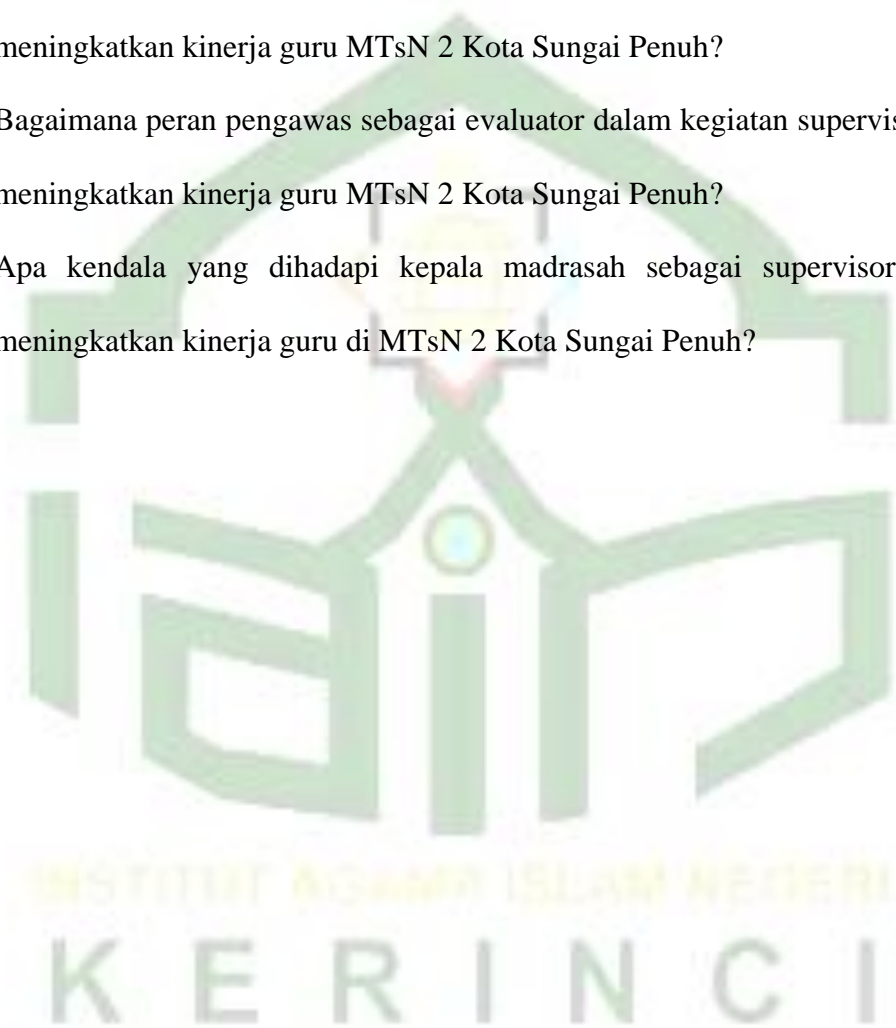 meningkatkan kinerja guru MTsN 2 Kota Sungai Penuh?
Bagaimana peran pengawas sebagai evaluator dalam kegiatan supervis
meningkatkan kinerja guru MTsN 2 Kota Sungai Penuh?
Apa kendala yang dihadapi kepala madrasah sebagai supervisor
meningkatkan kinerja guru di MTsN 2 Kota Sungai Penuh?
iain
INSTITUT AGAMA ISLAM NEGERI
KERINCI